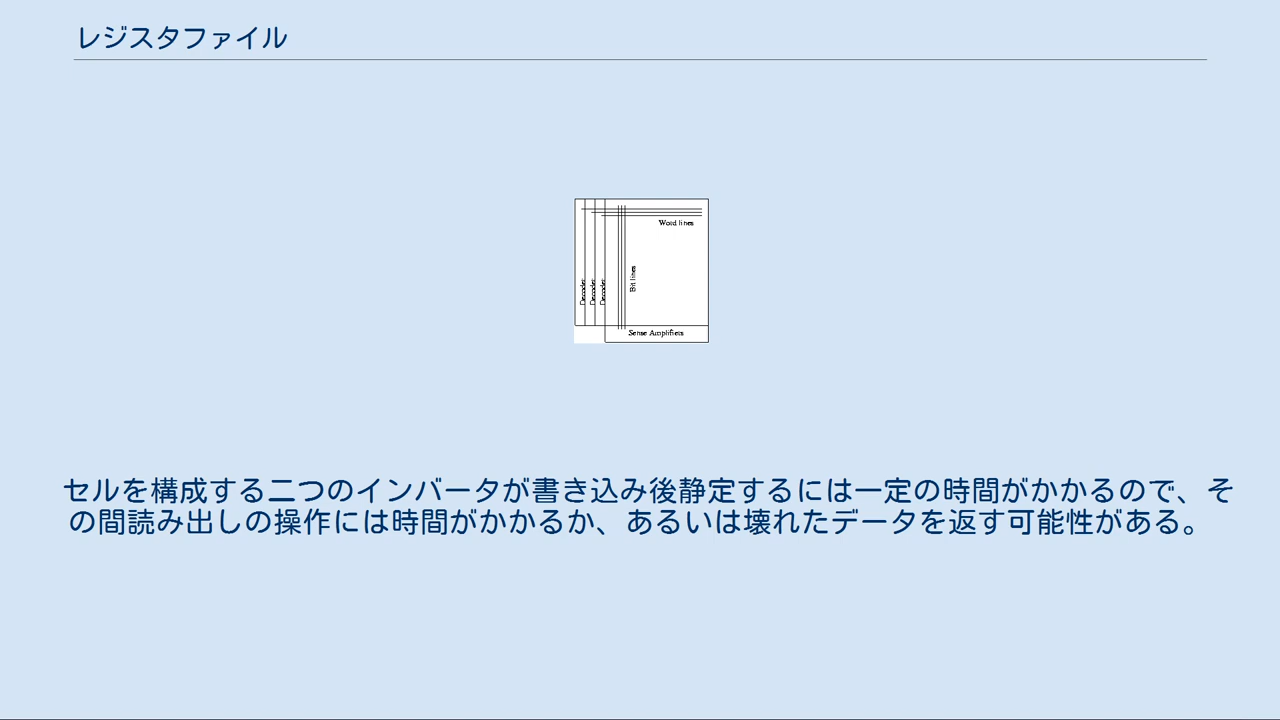 レジスタファイル
Word lines
Bit lines
Decoder
Decoder
Decoder
Sense Amplifiers
セルを構成する二つのインバータが書き込み後静定するには一定の時間がかかるので、そ
の間読み出しの操作には時間がかかるか、あるいは壊れたデータを返す可能性がある。